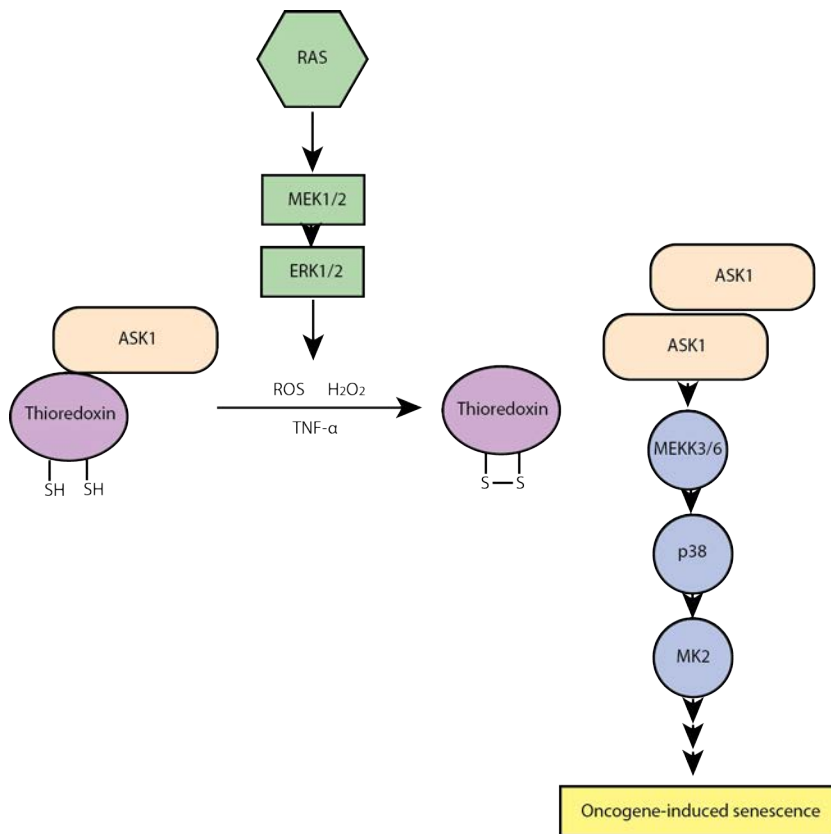 RAS
MEK1/2
ERK1/2
ASK1
Thioredoxin
SH SH
ROS H₂O₂
TNF-α
Thioredoxin
S S
ASK1
ASK1
MEKK3/6
p38
MK2
Oncogene-induced senescence